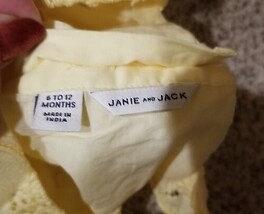 6 TO 12
MONTHS
MADE IN
INDIA
JANIE AND JACK